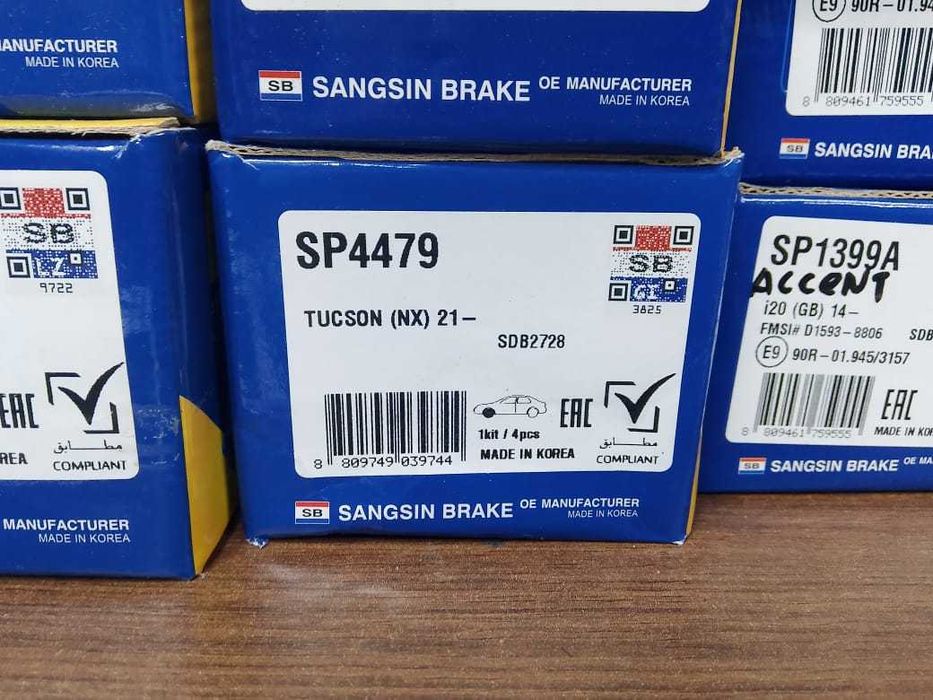 MANUFACTURER
MADE IN KOREA
SB SANGSIN BRAKE OE MANUFACTURER
MADE IN KOREA
E9 90R-01.94
8 809461 759555
SB SANGSIN BRA
SB
9722
EAC
مطابق
REA COMPLIANT
MANUFACTURER
MADE IN KOREA
SP4479
SB
3825
TUCSON (NX) 21-
SDB2728
1kit / 4pcs
EAC
مطابق
8 809749 039744
MADE IN KOREA
COMPLIANT
SB SANGSIN BRAKE OE MANUFACTURER
MADE IN KOREA
SP1399A
ACCENT
i20 (GB) 14-
FMSI# D1593-8806 SDB
E9 90R-01.945/3157
EAC
8 809461 759555
MADE IN KO
SB SANGSIN BRAKE OE MA
MADE